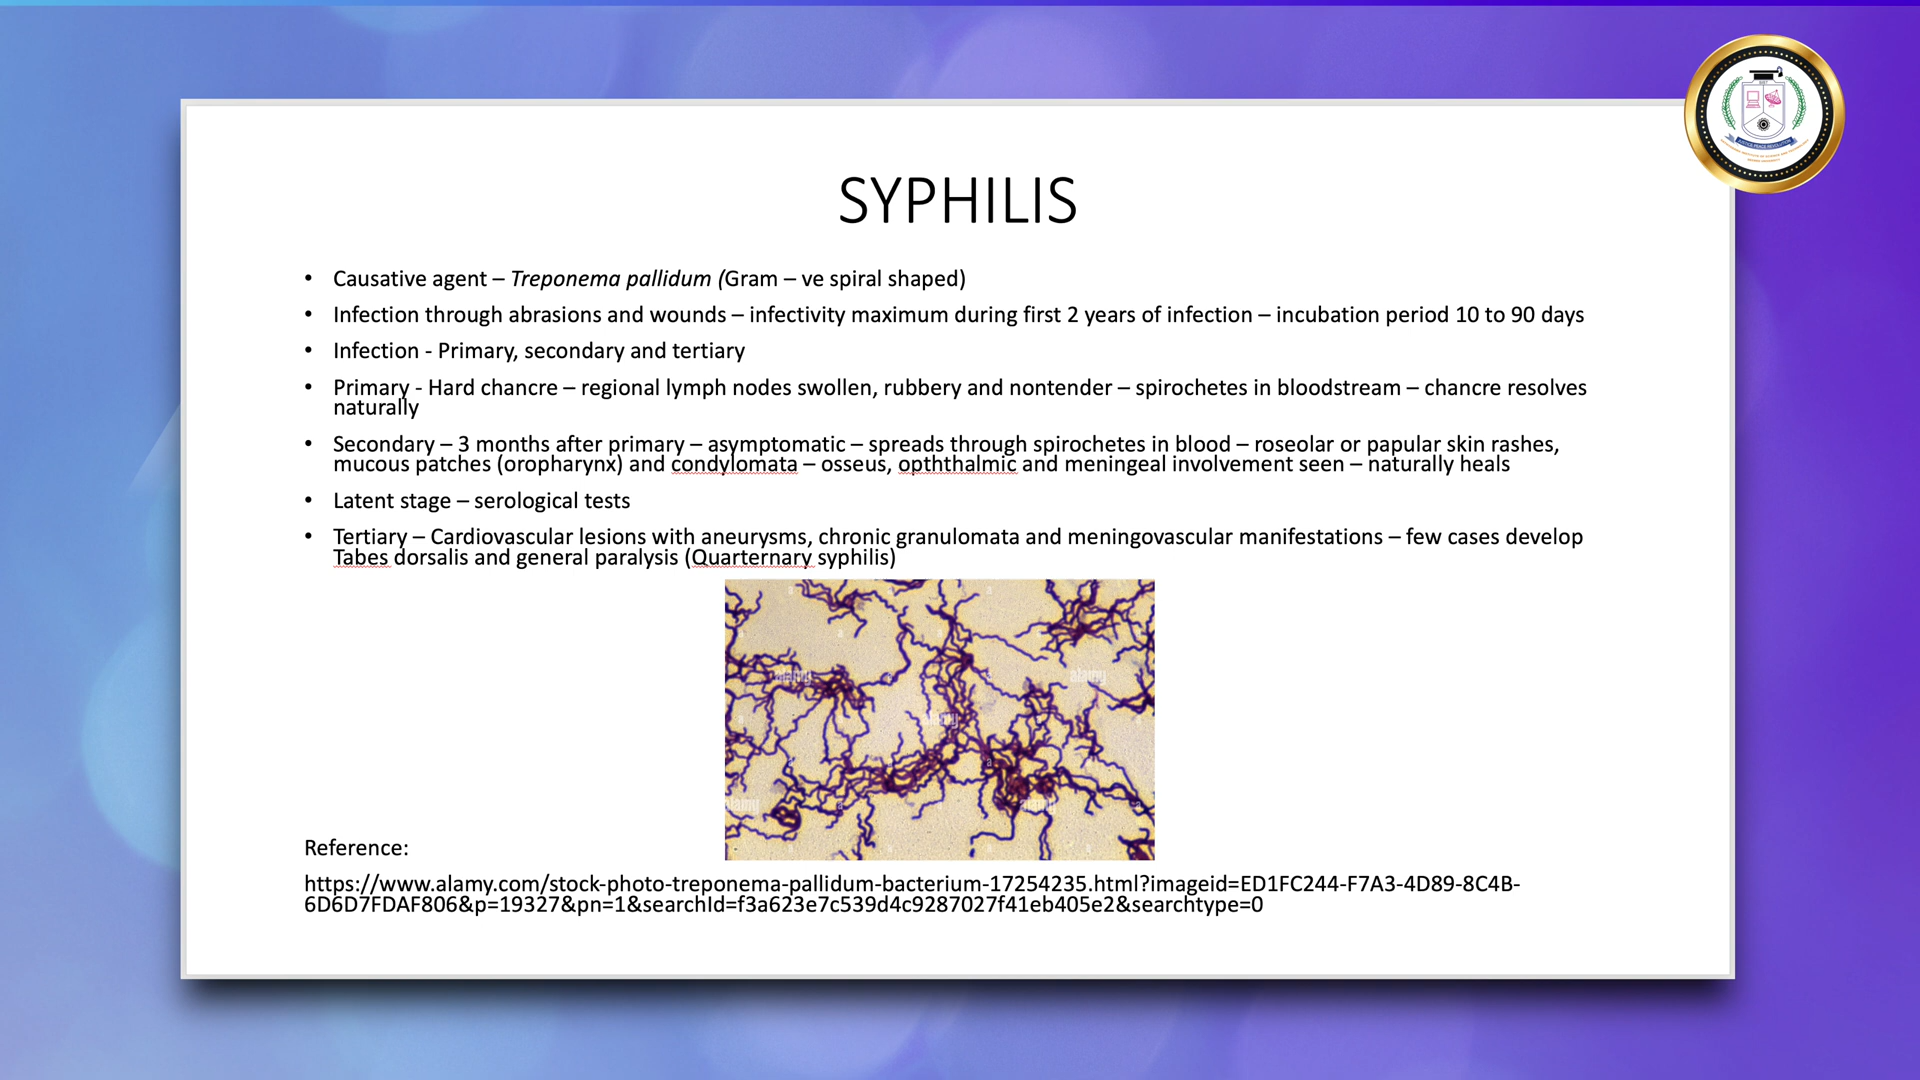 SYPHILIS
• Causative agent – Treponema pallidum (Gram – ve spiral shaped)
• Infection through abrasions and wounds – infectivity maximum during first 2 years of infection – incubation period 10 to 90 days
• Infection - Primary, secondary and tertiary
• Primary - Hard chancre – regional lymph nodes swollen, rubbery and nontender – spirochetes in bloodstream – chancre resolves
naturally
• Secondary – 3 months after primary – asymptomatic – spreads through spirochetes in blood – roseolar or papular skin rashes,
mucous patches (oropharynx) and condylomata – osseus, opththalmic and meningeal involvement seen – naturally heals
• Latent stage – serological tests
• Tertiary – Cardiovascular lesions with aneurysms, chronic granulomata and meningovascular manifestations – few cases develop
Tabes dorsalis and general paralysis (Quarternary syphilis)
alamy
alamy
alamy
alamy
alamy
Reference:
https://www.alamy.com/stock-photo-treponema-pallidum-bacterium-17254235.html?imageid=ED1FC244-F7A3-4D89-8C4B-
6D6D7FDAF806&p=19327&pn=1&searchId=f3a623e7c539d4c9287027f41eb405e2&searchtype=0